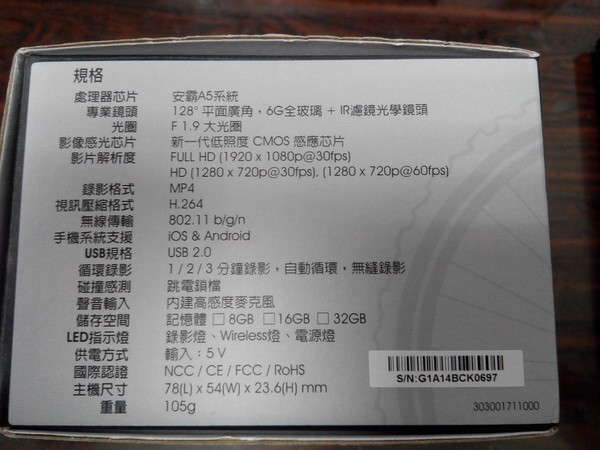 規格
處理器芯片 安霸A5系統
專業鏡頭 128° 平面廣角，6G全玻璃 + IR濾鏡光學鏡頭
光圈 F 1.9 大光圈
影像感光芯片 新一代低照度 CMOS 感應芯片
影片解析度 FULL HD (1920 x 1080p@30fps)
HD (1280 x 720p@30fps), (1280 x 720p@60fps)
錄影格式 MP4
視訊壓縮格式 H.264
無線傳輸 802.11 b/g/n
手機系統支援 iOS & Android
USB規格 USB 2.0
循環錄影 1 / 2 / 3 分鐘錄影，自動循環，無縫錄影
碰撞感測 跳電鎖檔
聲音輸入 內建高感度麥克風
儲存空間 記憶體 □ 8GB □ 16GB □ 32GB
LED指示燈 錄影燈、Wireless燈、電源燈
供電方式 輸入：5 V
國際認證 NCC / CE / FCC / RoHS
主機尺寸 78(L) x 54(W) x 23.6(H) mm
重量 105g
S/N:G1A14BCK0697
303001711000